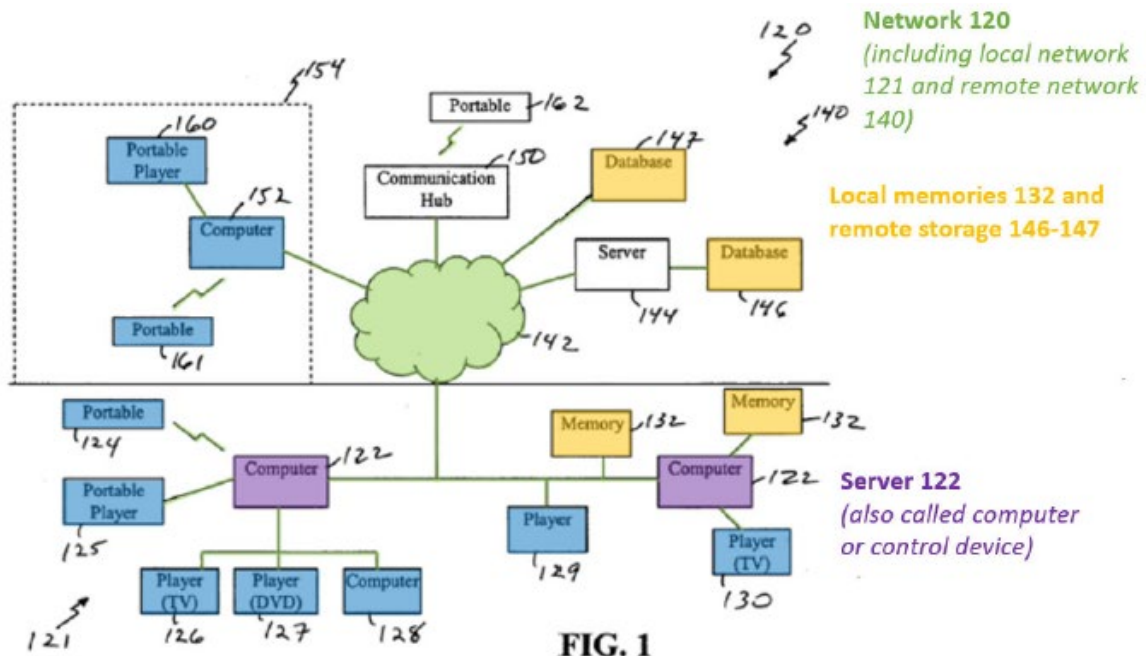 120
Network 120
(including local network
121 and remote network
140)
154
140
Portable
162
160
Portable
Player
147
Database
150
Communication
Hub
152
Computer
Local memories 132 and
remote storage 146-147
Server
144
Database
146
142
Portable
161
Portable
124
Memory
132
Memory
132
Computer
122
Computer
122
Server 122
(also called computer
or control device)
Portable
Player
125
Player
129
Player
(TV)
130
Player
(TV)
126
Player
(DVD)
127
Computer
128
121
FIG. 1